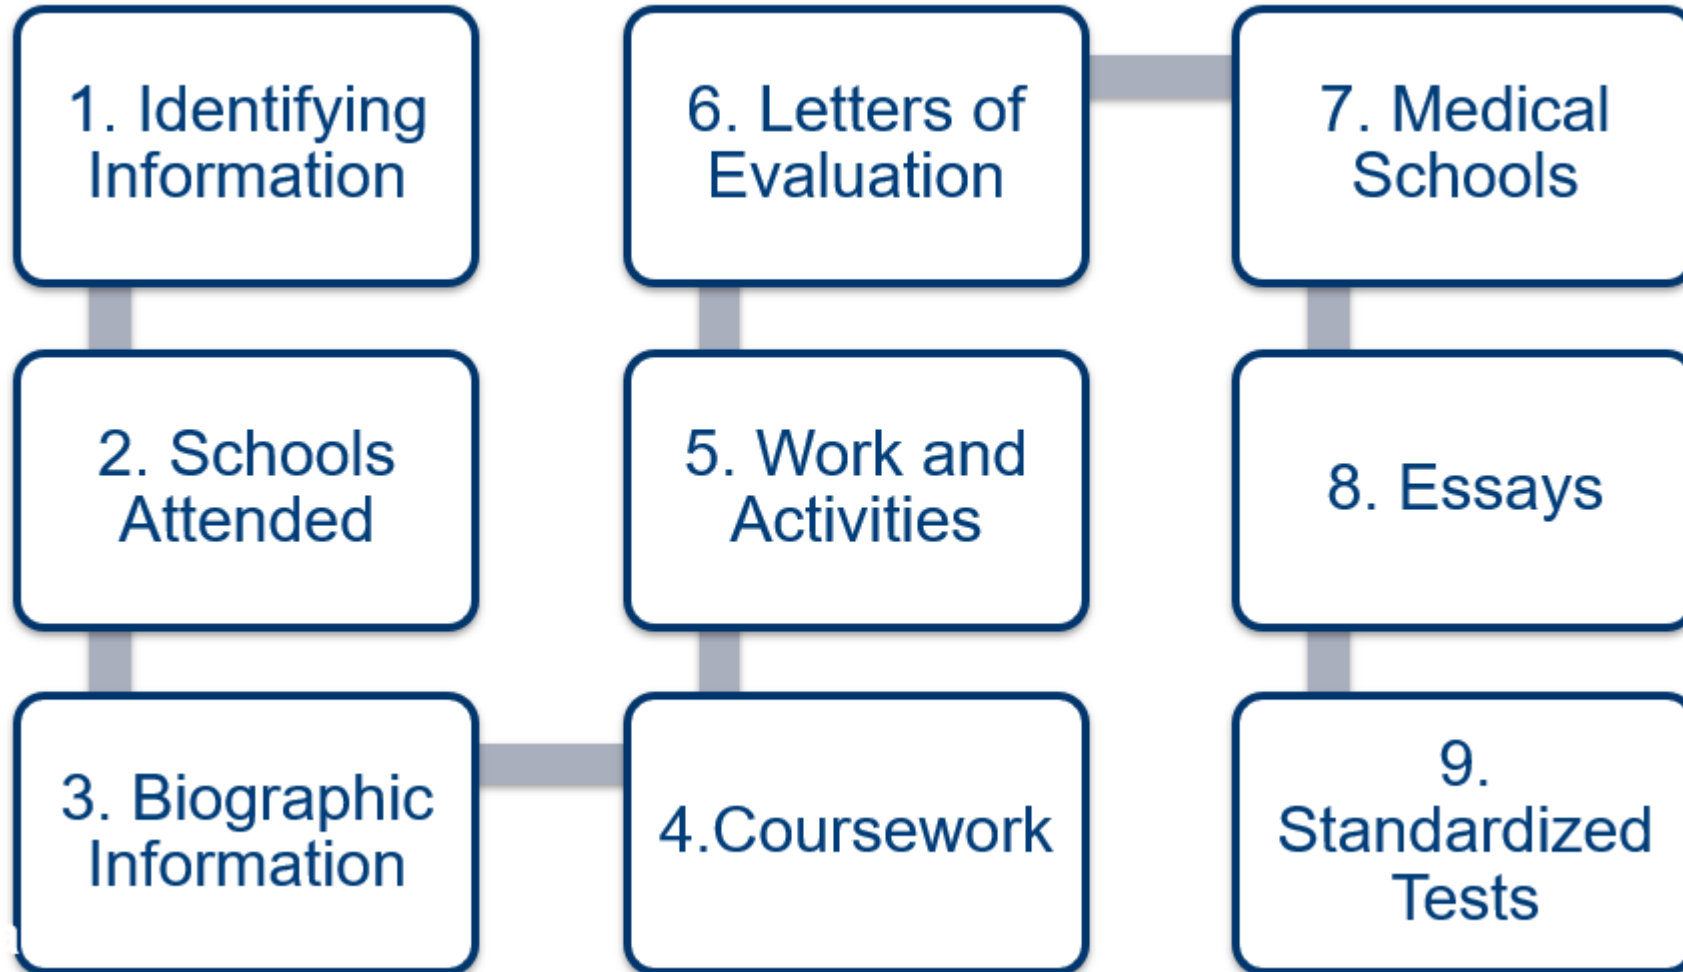 1. Identifying
Information
2. Schools
Attended
3. Biographic
Information
4.Coursework
5. Work and
Activities
6. Letters of
Evaluation
7. Medical
Schools
8. Essays
9.
Standardized
Tests